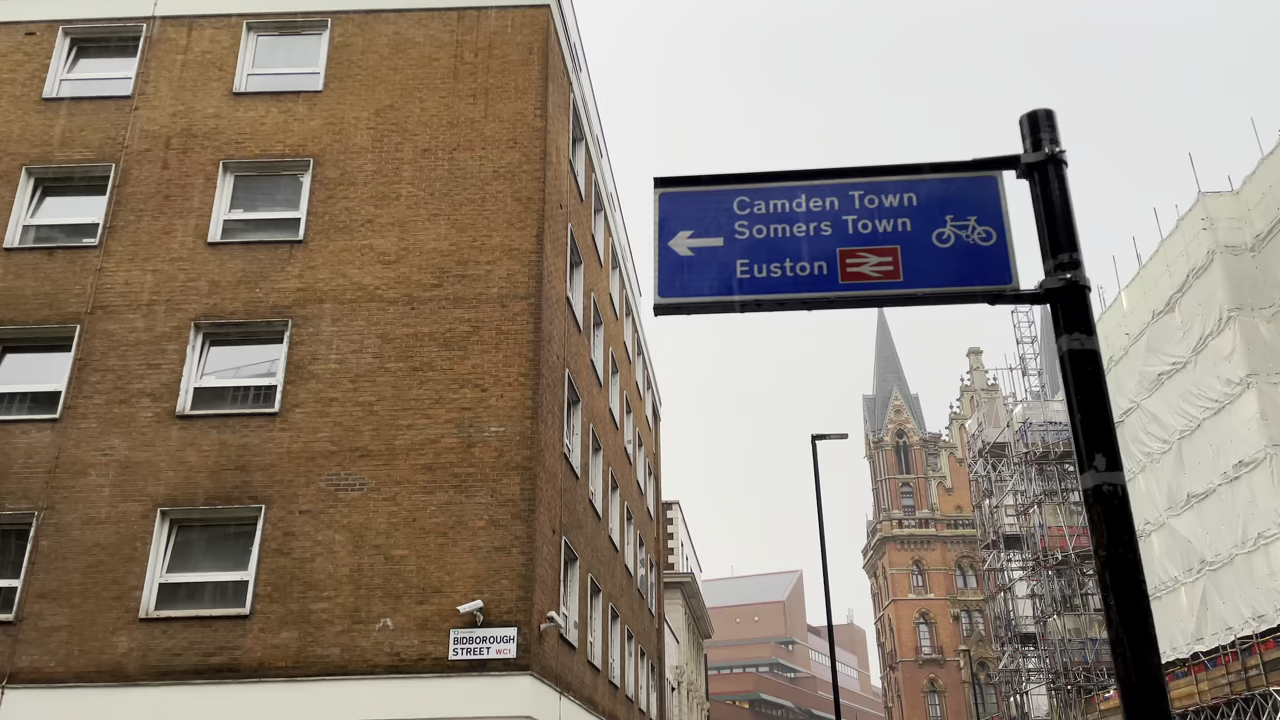 Camden Town
Somers Town
Euston
BIDBOROUGH
STREET WC1